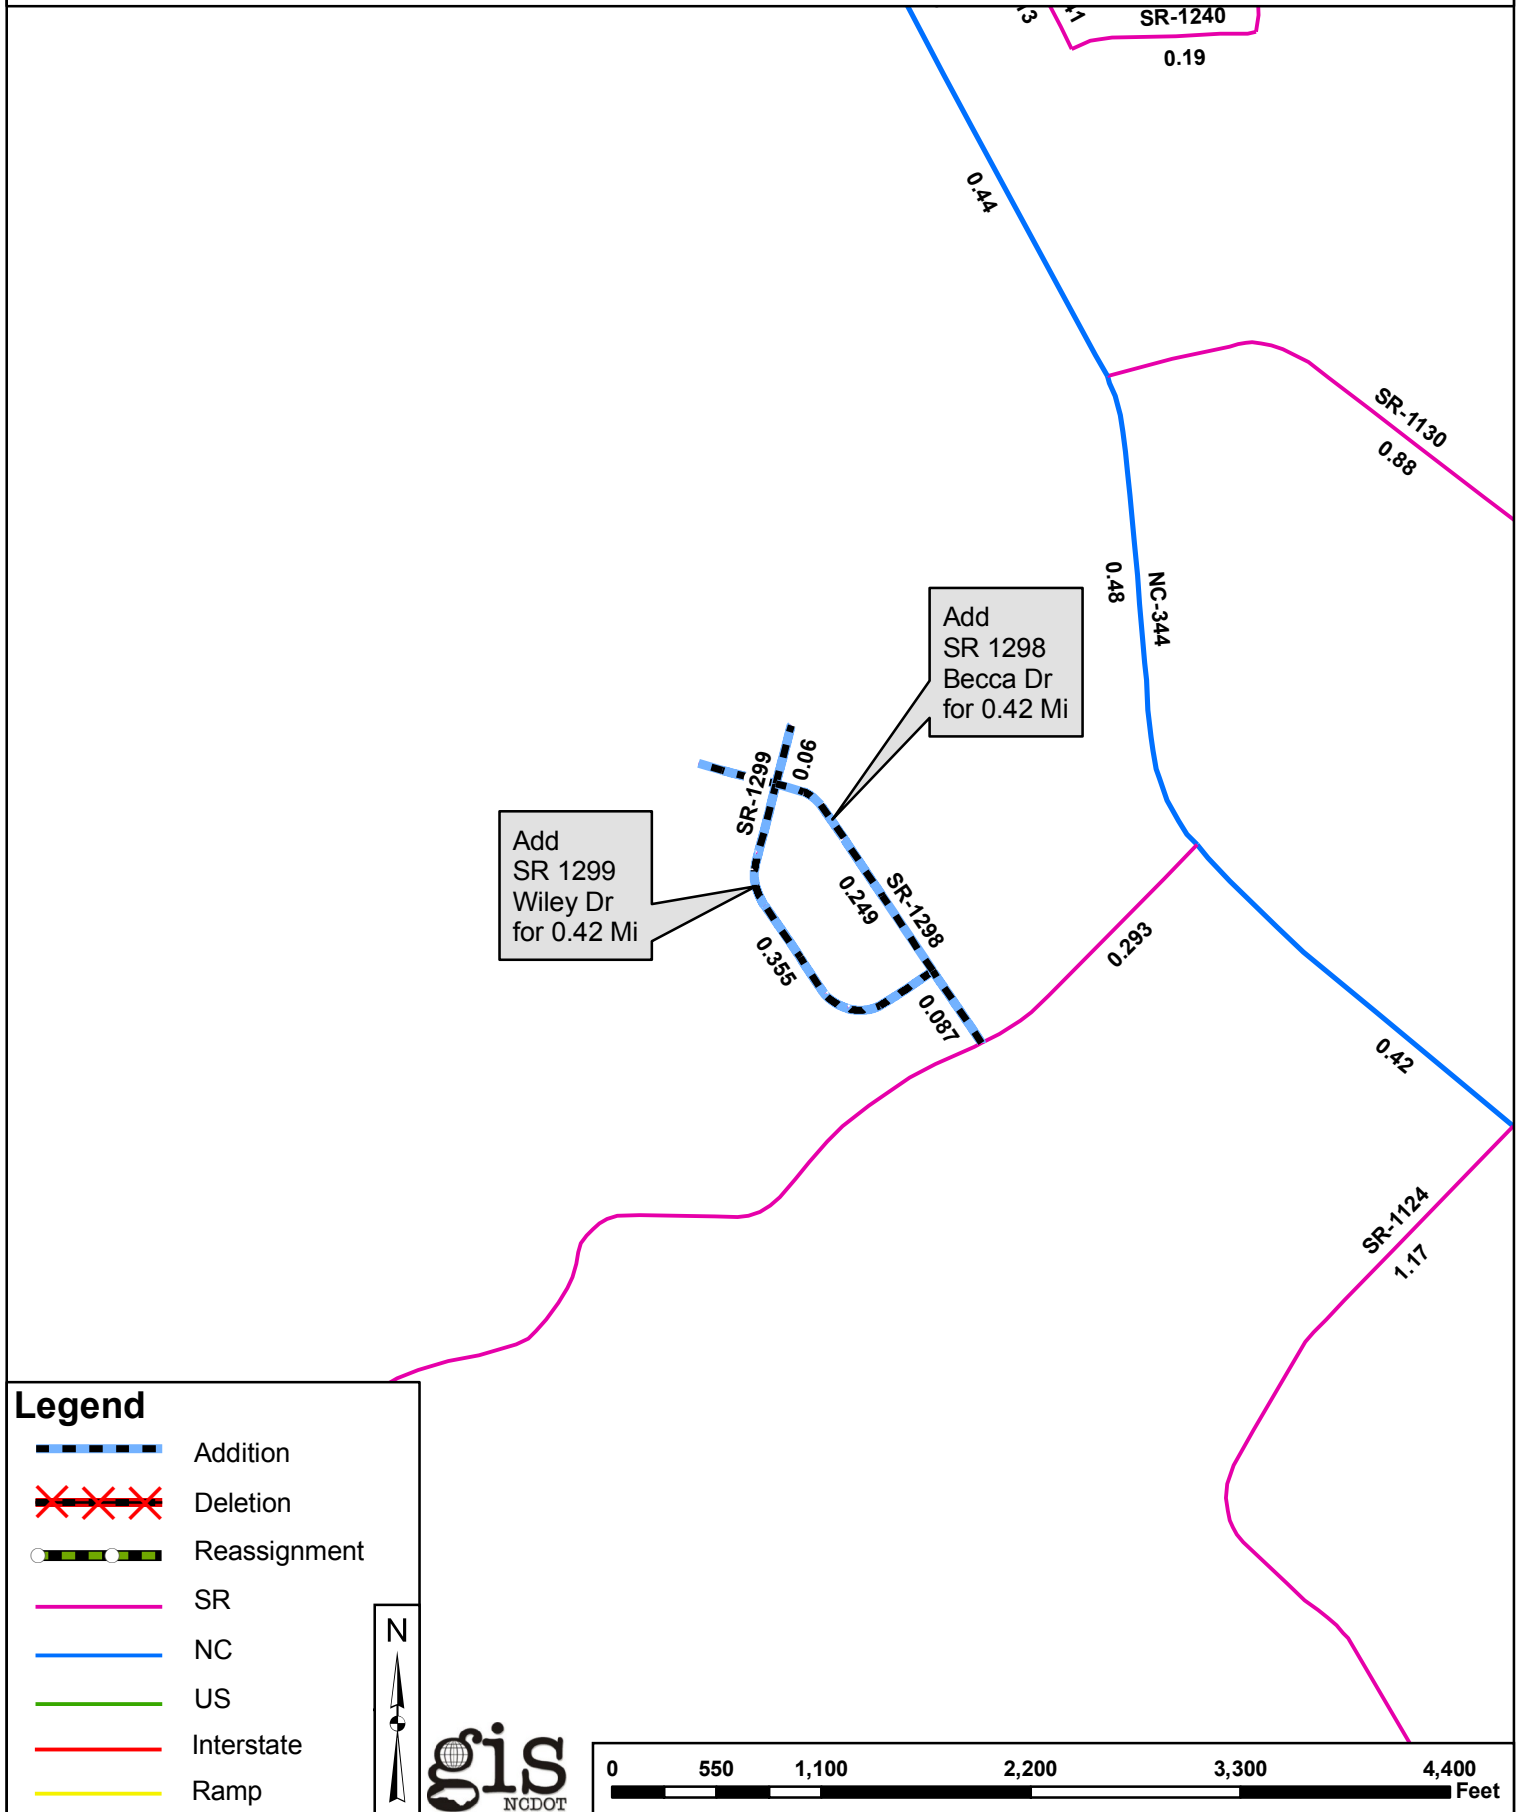 SR-1240
0.19
0.44
SR-1130
0.88
0.48
NC-344
Add
SR 1298
Becca Dr
for 0.42 Mi
SR-1299
0.06
Add
SR 1299
Wiley Dr
for 0.42 Mi
SR-1298
0.249
0.355
0.087
0.293
0.42
SR-1124
1.17
Legend
Addition
Deletion
Reassignment
SR
NC
US
Interstate
Ramp
N
gis
NCDOT
0 550 1,100 2,200 3,300 4,400
Feet